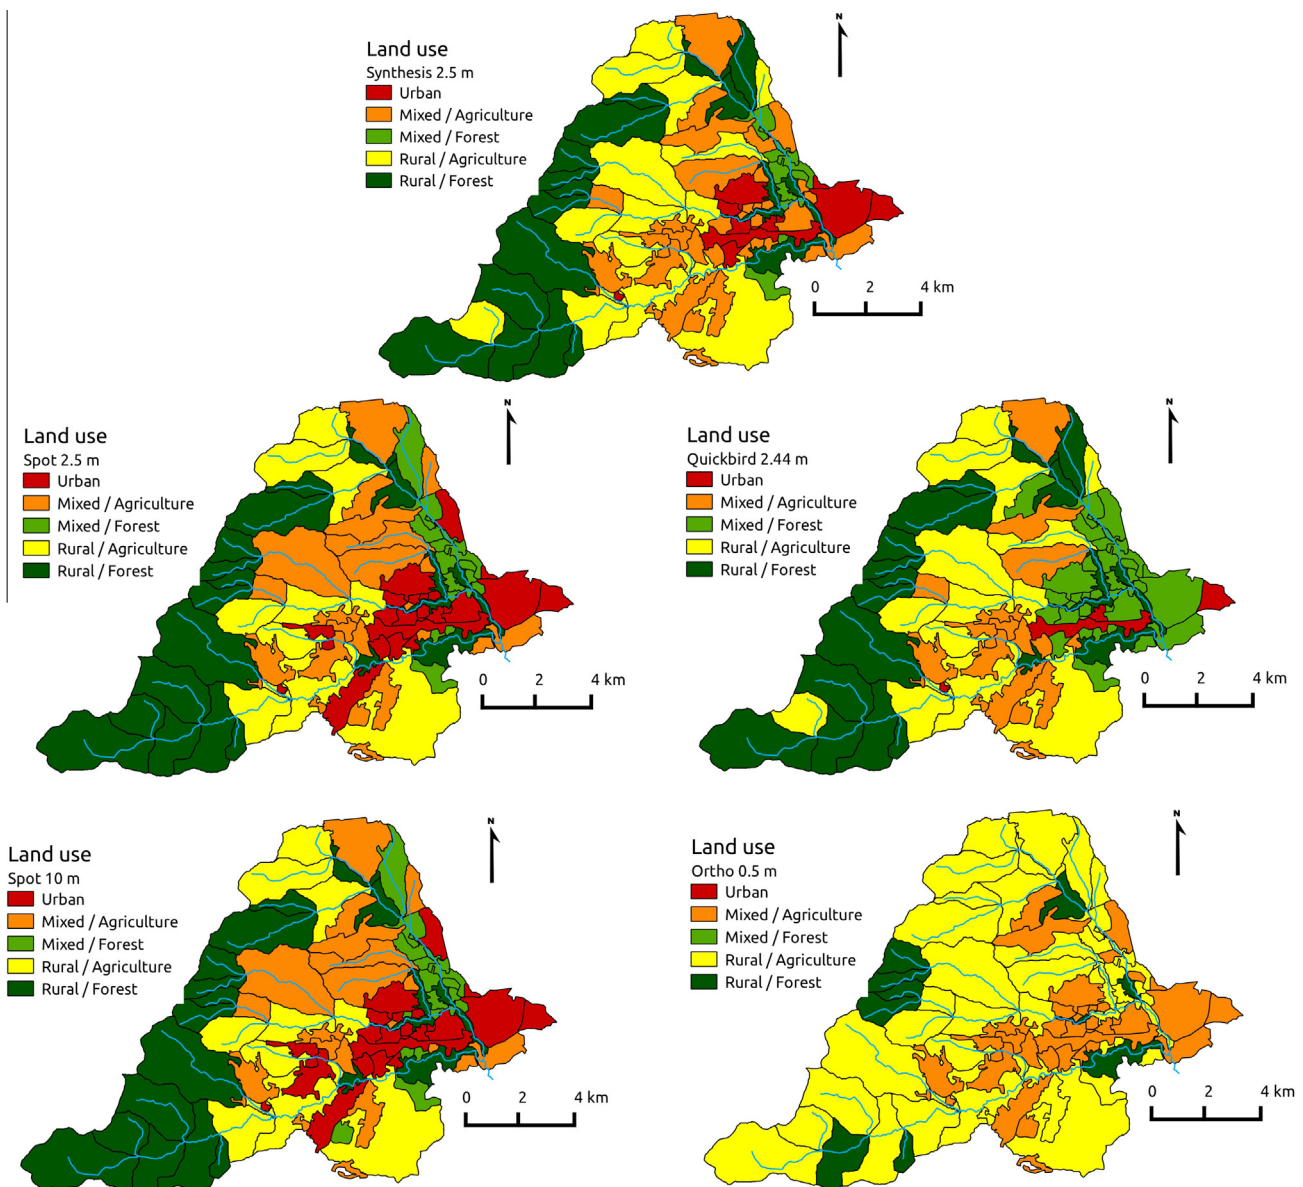 N
Land use
Synthesis 2.5 m
Urban
Mixed / Agriculture
Mixed / Forest
Rural / Agriculture
Rural / Forest
0 2 4 km
N
Land use
Spot 2.5 m
Urban
Mixed / Agriculture
Mixed / Forest
Rural / Agriculture
Rural / Forest
0 2 4 km
N
Land use
Quickbird 2.44 m
Urban
Mixed / Agriculture
Mixed / Forest
Rural / Agriculture
Rural / Forest
0 2 4 km
N
Land use
Spot 10 m
Urban
Mixed / Agriculture
Mixed / Forest
Rural / Agriculture
Rural / Forest
0 2 4 km
N
Land use
Ortho 0.5 m
Urban
Mixed / Agriculture
Mixed / Forest
Rural / Agriculture
Rural / Forest
0 2 4 km